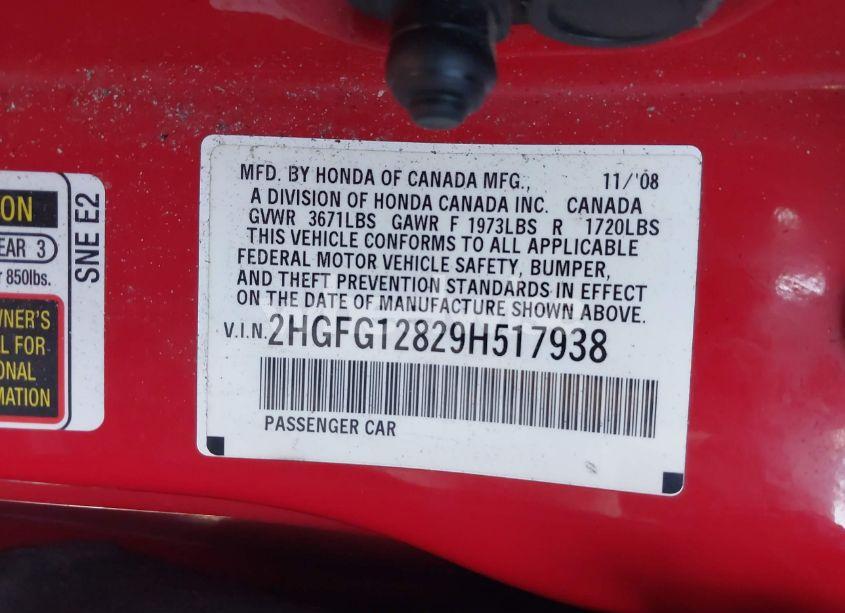 MFD. BY HONDA OF CANADA MFG., 11/'08
A DIVISION OF HONDA CANADA INC. CANADA
GVWR 3671LBS GAWR F 1973LBS R 1720LBS
THIS VEHICLE CONFORMS TO ALL APPLICABLE
FEDERAL MOTOR VEHICLE SAFETY, BUMPER,
AND THEFT PREVENTION STANDARDS IN EFFECT
ON THE DATE OF MANUFACTURE SHOWN ABOVE.
V.I.N. 2HGFG12829H517938
PASSENGER CAR
ON
EAR 3
850lbs.
NER'S
FOR
ONAL
MATION
SNE E2